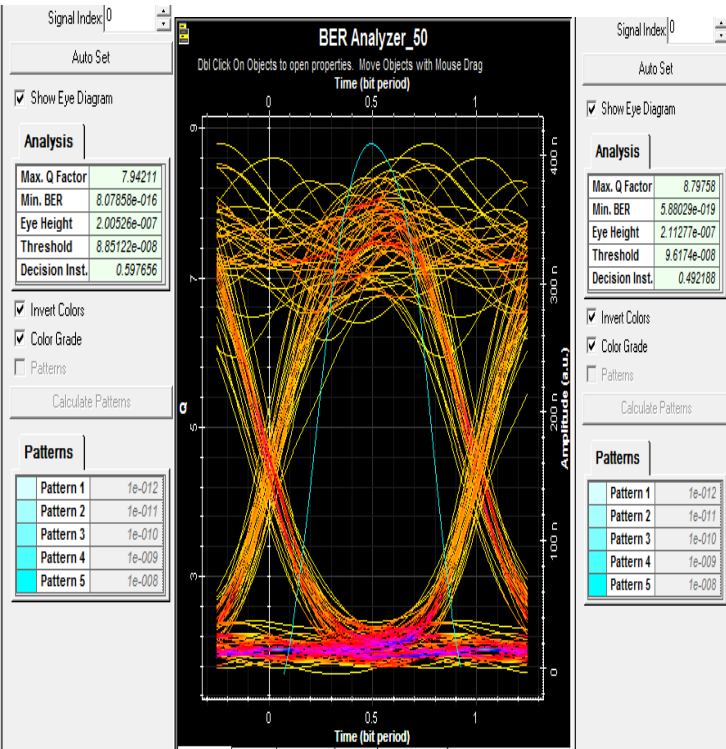 Signal Index: 0
Auto Set
Show Eye Diagram
Analysis
Max. Q Factor 7.94211
Min. BER 8.07858e-016
Eye Height 2.00526e-007
Threshold 8.85122e-008
Decision Inst. 0.597656
Invert Colors
Color Grade
Patterns
Calculate Patterns
Patterns
Pattern 1 1e-012
Pattern 2 1e-011
Pattern 3 1e-010
Pattern 4 1e-009
Pattern 5 1e-008
BER Analyzer_50
Dbl Click On Objects to open properties. Move Objects with Mouse Drag
Time (bit period)
0 0.5 1
9
7
5
3
Q
400 n
300 n
200 n
100 n
0
Amplitude (a.u.)
0 0.5 1
Time (bit period)
Signal Index: 0
Auto Set
Show Eye Diagram
Analysis
Max. Q Factor 8.79758
Min. BER 5.88029e-019
Eye Height 2.11277e-007
Threshold 9.6174e-008
Decision Inst. 0.492188
Invert Colors
Color Grade
Patterns
Calculate Patterns
Patterns
Pattern 1 1e-012
Pattern 2 1e-011
Pattern 3 1e-010
Pattern 4 1e-009
Pattern 5 1e-008